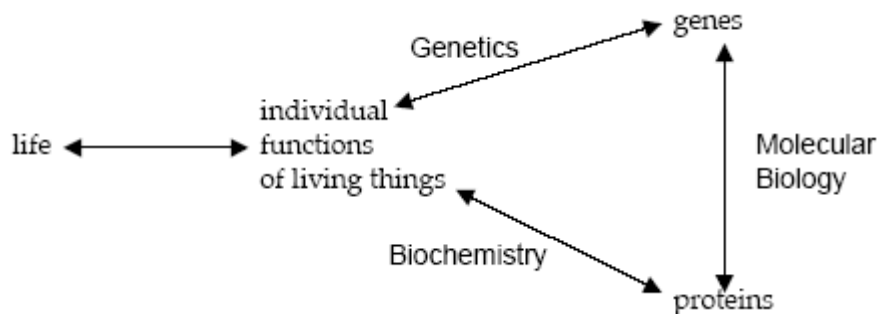 genes
Genetics
individual
life
functions
of living things
Molecular
Biology
Biochemistry
proteins